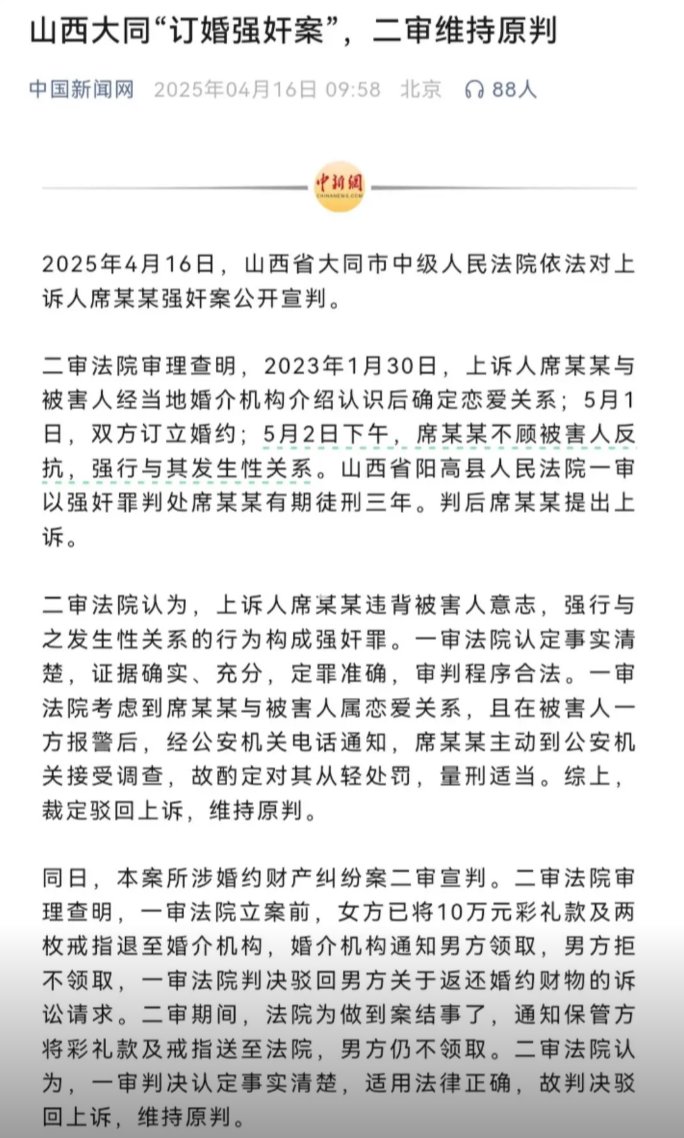 山西大同“订婚强奸案”，二审维持原判
中国新闻网 2025年04月16日 09:58 北京 88人
中新網
CHINANEWS.COM
2025年4月16日，山西省大同市中级人民法院依法对上
诉人席某某强奸案公开宣判。
二审法院审理查明，2023年1月30日，上诉人席某某与
被害人经当地婚介机构介绍认识后确定恋爱关系；5月1
日，双方订立婚约；5月2日下午，席某某不顾被害人反
抗，强行与其发生性关系。山西省阳高县人民法院一审
以强奸罪判处席某某有期徒刑三年。判后席某某提出上
诉。
二审法院认为，上诉人席某某违背被害人意志，强行与
之发生性关系的行为构成强奸罪。一审法院认定事实清
楚，证据确实、充分，定罪准确，审判程序合法。一审
法院考虑到席某某与被害人属恋爱关系，且在被害人一
方报警后，经公安机关电话通知，席某某主动到公安机
关接受调查，故酌定对其从轻处罚，量刑适当。综上，
裁定驳回上诉，维持原判。
同日，本案所涉婚约财产纠纷案二审宣判。二审法院审
理查明，一审法院立案前，女方已将10万元彩礼款及两
枚戒指退至婚介机构，婚介机构通知男方领取，男方拒
不领取，一审法院判决驳回男方关于返还婚约财物的诉
讼请求。二审期间，法院为做到案结事了，通知保管方
将彩礼款及戒指送至法院，男方仍不领取。二审法院认
为，一审判决认定事实清楚，适用法律正确，故判决驳
回上诉，维持原判。